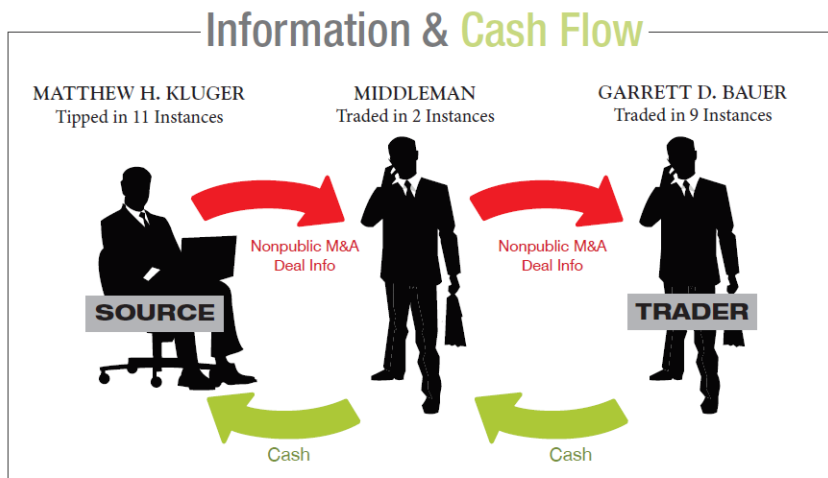 Information & Cash Flow
MATTHEW H. KLUGER
Tipped in 11 Instances
MIDDLEMAN
Traded in 2 Instances
GARRETT D. BAUER
Traded in 9 Instances
Nonpublic M&A
Deal Info
Nonpublic M&A
Deal Info
SOURCE
TRADER
Cash
Cash